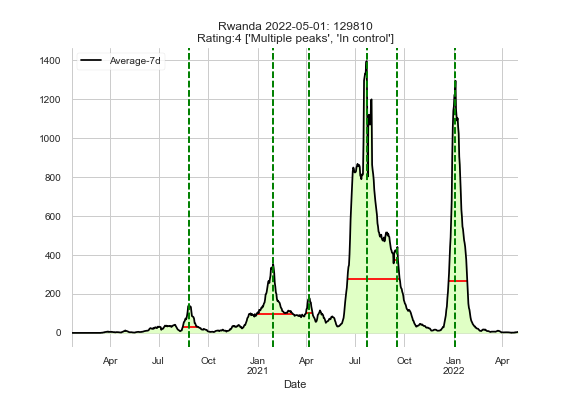 Rwanda 2022-05-01: 129810
Rating:4 ['Multiple peaks', 'In control']
Average-7d
1400
1200
1000
800
600
400
200
0
Apr Jul Oct Jan Apr Jul Oct Jan Apr
2021 2022
Date